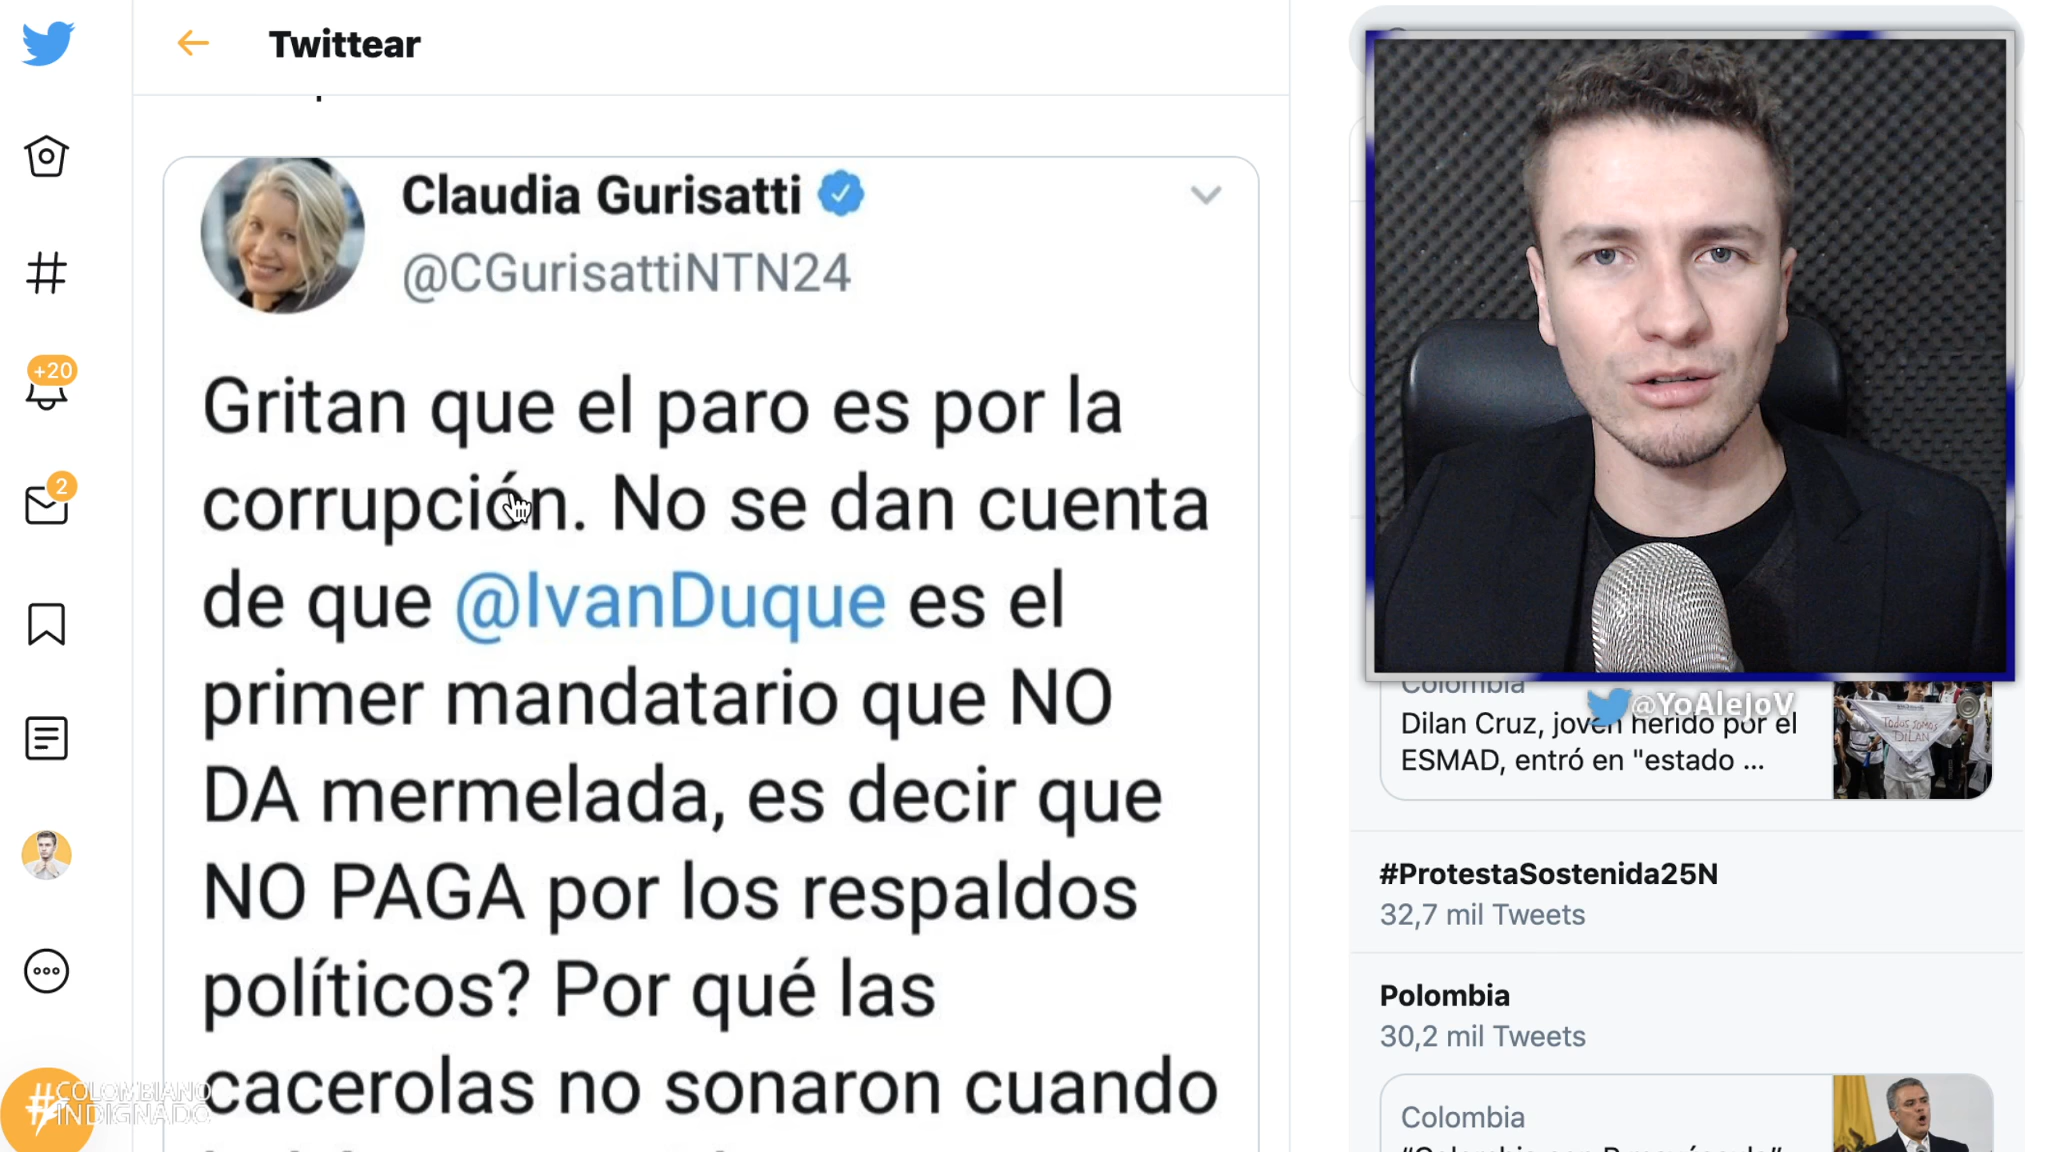 Twittear
Claudia Gurisatti
@CGurisattiNTN24
Gritan que el paro es por la
corrupción. No se dan cuenta
de que @IvanDuque es el
primer mandatario que NO
DA mermelada, es decir que
NO PAGA por los respaldos
políticos? Por qué las
cacerolas no sonaron cuando
+20
2
#COLOMBIANO
INDIGNADO
@YoAleJoV
Colombia
Dilan Cruz, joven herido por el
ESMAD, entró en "estado ...
TODOS SOMOS
DILAN
#ProtestaSostenida25N
32,7 mil Tweets
Polombia
30,2 mil Tweets
Colombia